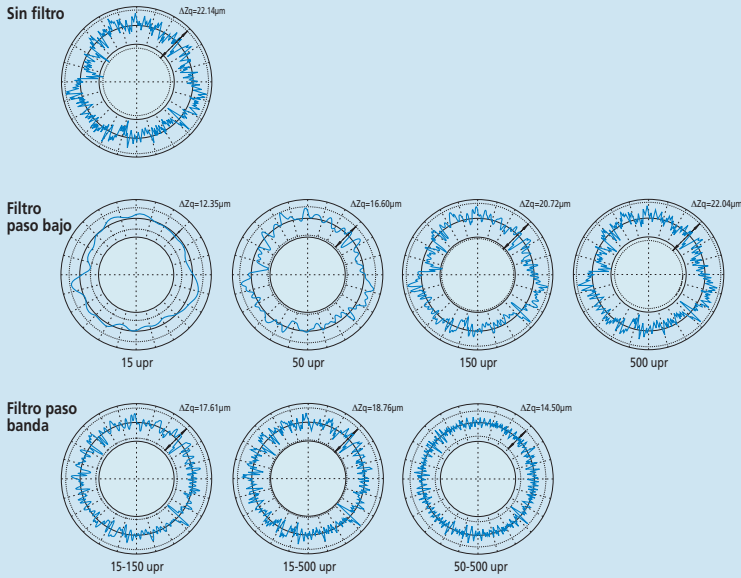 Sin filtro
ΔZq=22.14µm
Filtro
paso bajo
ΔZq=12.35µm
ΔZq=16.60µm
ΔZq=20.72µm
ΔZq=22.04µm
15 upr
50 upr
150 upr
500 upr
Filtro paso
banda
ΔZq=17.61µm
ΔZq=18.76µm
ΔZq=14.50µm
15-150 upr
15-500 upr
50-500 upr